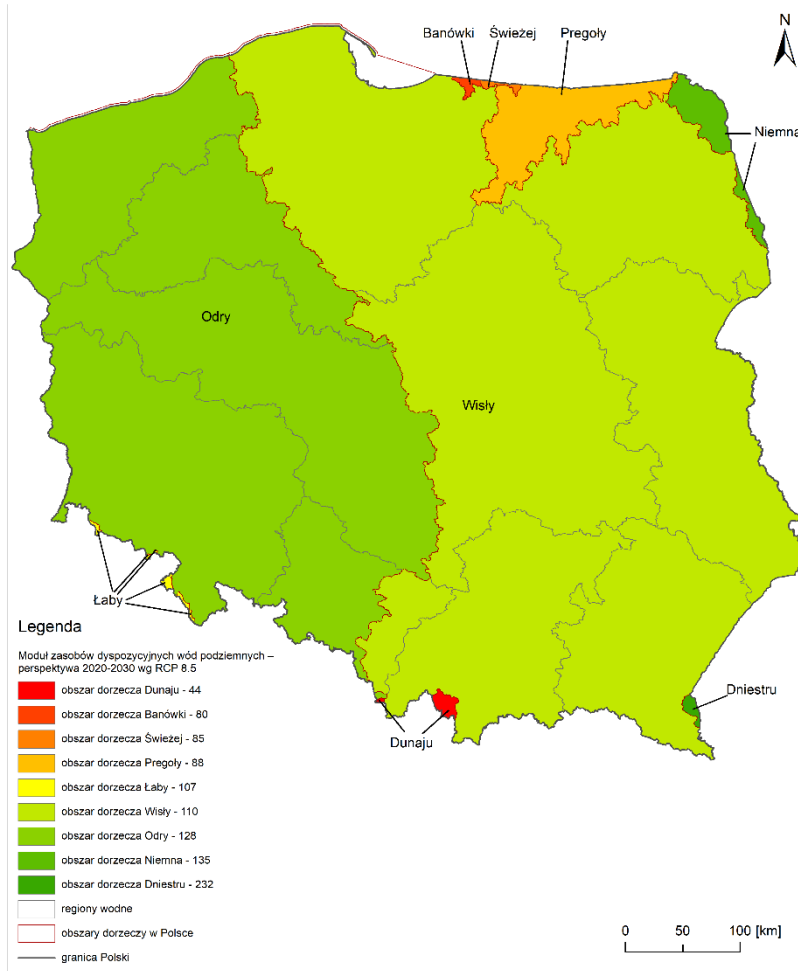 Banówki Świeżej Pregoły
N
Niemna
Odry
Wisły
Łaby
Dniestru
Dunaju
Legenda
Moduł zasobów dyspozycyjnych wód podziemnych –
perspektywa 2020-2030 wg RCP 8.5
obszar dorzecza Dunaju - 44
obszar dorzecza Banówki - 80
obszar dorzecza Świeżej - 85
obszar dorzecza Pregoły - 88
obszar dorzecza Łaby - 107
obszar dorzecza Wisły - 110
obszar dorzecza Odry - 128
obszar dorzecza Niemna - 135
obszar dorzecza Dniestru - 232
regiony wodne
obszary dorzeczy w Polsce
granica Polski
0 50 100 [km]